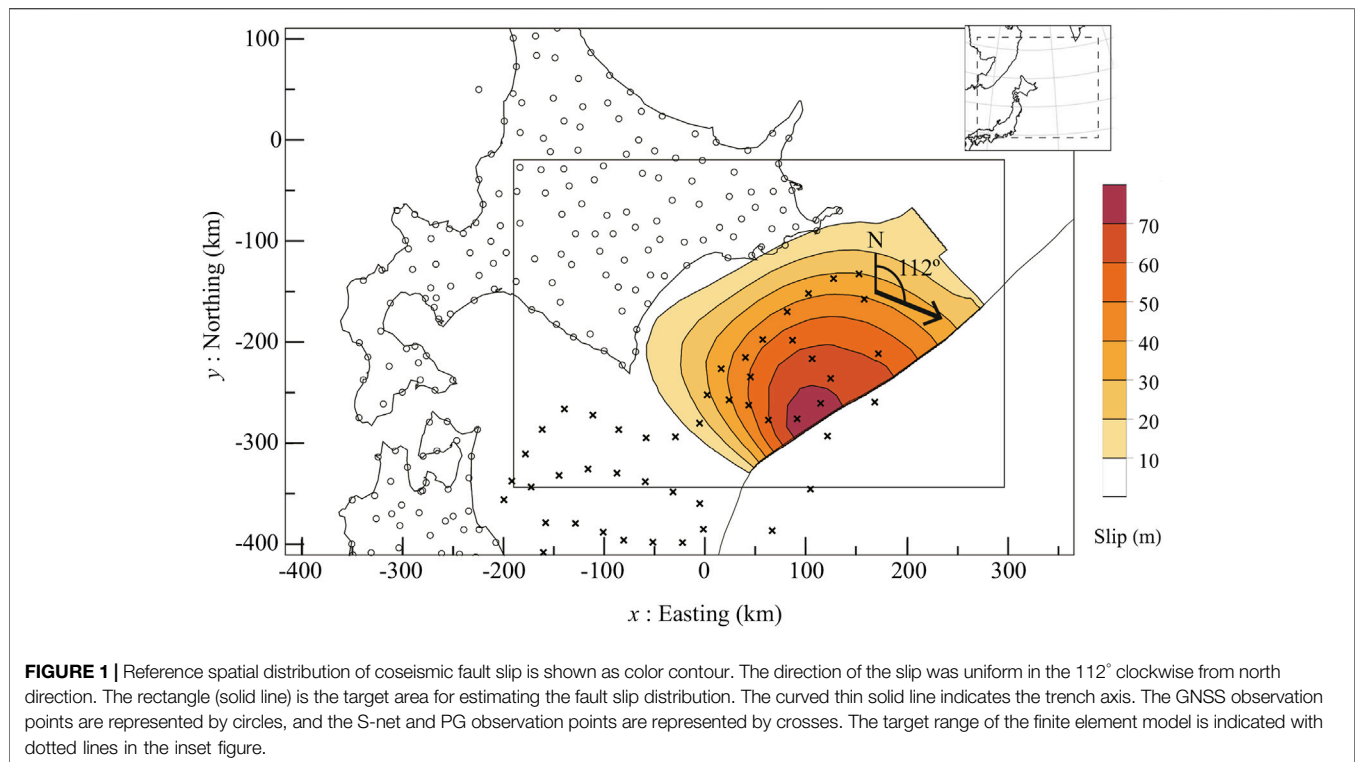 100
0
-100
-200
-300
-400
y : Northing (km)
-400
-300
-200
-100
0
100
200
300
x : Easting (km)
N
112°
70
60
50
40
30
20
10
Slip (m)
FIGURE 1 | Reference spatial distribution of coseismic fault slip is shown as color contour. The direction of the slip was uniform in the 112° clockwise from north
direction. The rectangle (solid line) is the target area for estimating the fault slip distribution. The curved thin solid line indicates the trench axis. The GNSS observation
points are represented by circles, and the S-net and PG observation points are represented by crosses. The target range of the finite element model is indicated with
dotted lines in the inset figure.